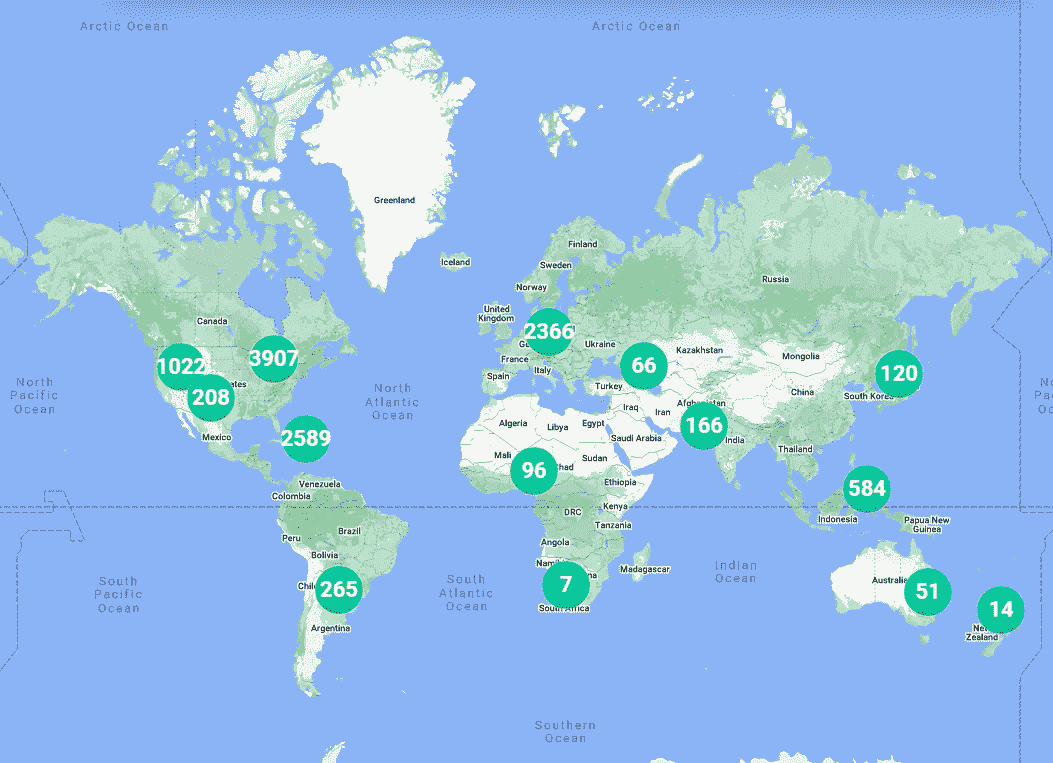 Arctic Ocean
Arctic Ocean
Greenland
Iceland
Finland
Sweden
Norway
Russia
United
Kingdom
Canada
2366
Ukraine
France
Italy
Spain
Turkey
Kazakhstan
Mongolia
China
South Korea
1022
3907
208
66
120
North
Pacific
Ocean
North
Atlantic
Ocean
Mexico
2589
Algeria
Libya
Egypt
Iraq
Iran
Afghanistan
Saudi Arabia
166
India
Thailand
Mali
96
Sudan
Ethiopia
Venezuela
Colombia
584
Kenya
DRC
Tanzania
Indonesia
Papua New
Guinea
Peru
Brazil
Bolivia
Angola
Madagascar
Indian
Ocean
South
Pacific
Ocean
South
Atlantic
Ocean
265
7
South Africa
Australia
51
14
New
Zealand
Argentina
Southern
Ocean